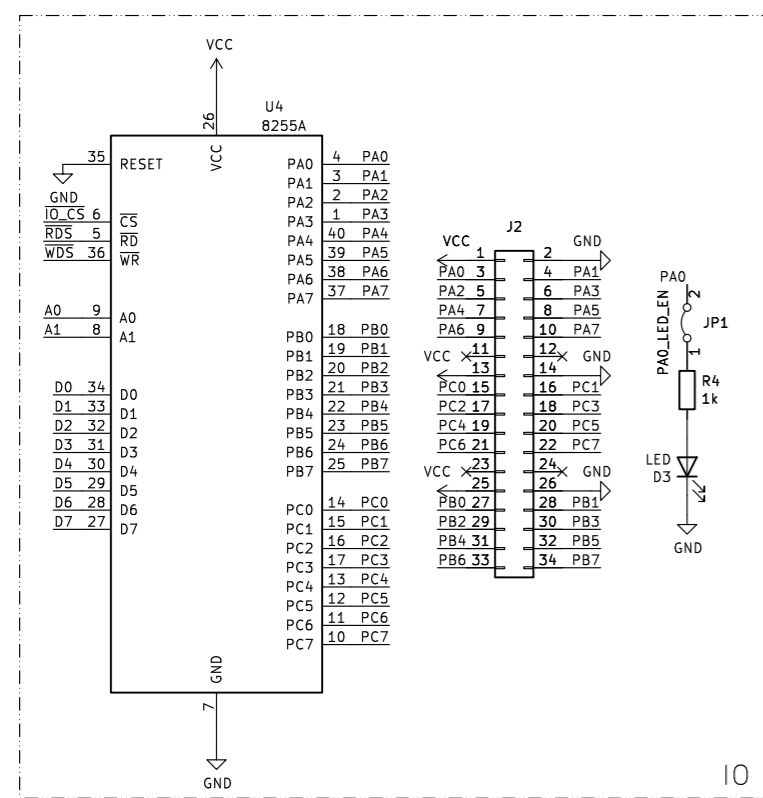 VCC
26
U4
8255A
VCC
35 RESET
GND
IO_CS 6 CS
RDS 5 RD
WDS 36 WR
A0 9 A0
A1 8 A1
D0 34 D0
D1 33 D1
D2 32 D2
D3 31 D3
D4 30 D4
D5 29 D5
D6 28 D6
D7 27 D7
PA0 4 PA0
PA1 3 PA1
PA2 2 PA2
PA3 1 PA3
PA4 40 PA4
PA5 39 PA5
PA6 38 PA6
PA7 37 PA7
PB0 18 PB0
PB1 19 PB1
PB2 20 PB2
PB3 21 PB3
PB4 22 PB4
PB5 23 PB5
PB6 24 PB6
PB7 25 PB7
PC0 14 PC0
PC1 15 PC1
PC2 16 PC2
PC3 17 PC3
PC4 13 PC4
PC5 12 PC5
PC6 11 PC6
PC7 10 PC7
GND
7
GND
J2
VCC 1 2 GND
PA0 3 4 PA1
PA2 5 6 PA3
PA4 7 8 PA5
PA6 9 10 PA7
VCC 11 12 GND
13 14
PC0 15 16 PC1
PC2 17 18 PC3
PC4 19 20 PC5
PC6 21 22 PC7
VCC 23 24 GND
25 26
PB0 27 28 PB1
PB2 29 30 PB3
PB4 31 32 PB5
PB6 33 34 PB7
PA0
2
PA0_LED_EN
JP1
1
R4
1k
LED
D3
GND
IO